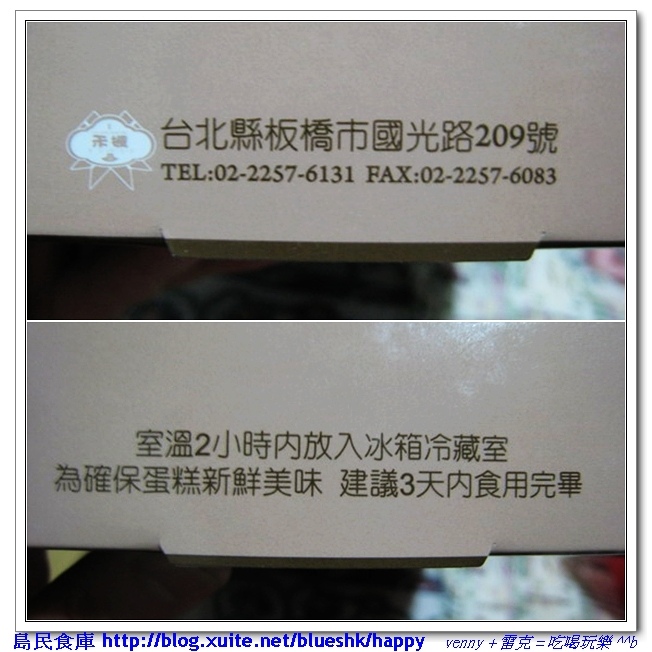 禾場
台北縣板橋市國光路209號
TEL:02-2257-6131 FAX:02-2257-6083
室溫2小時內放入冰箱冷藏室
為確保蛋糕新鮮美味 建議3天內食用完畢
島民食庫 http://blog.xuite.net/blueshk/happy venny + 雷克 = 吃喝玩樂 ^^b